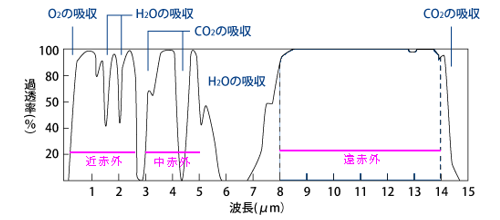 O2の吸収 H2Oの吸収 CO2の吸収
CO2の吸収
H2Oの吸収
過透率(%)
100
80
60
40
20
近赤外 中赤外 遠赤外
1 2 3 4 5 6 7 8 9 10 11 12 13 14 15
波長(μm)